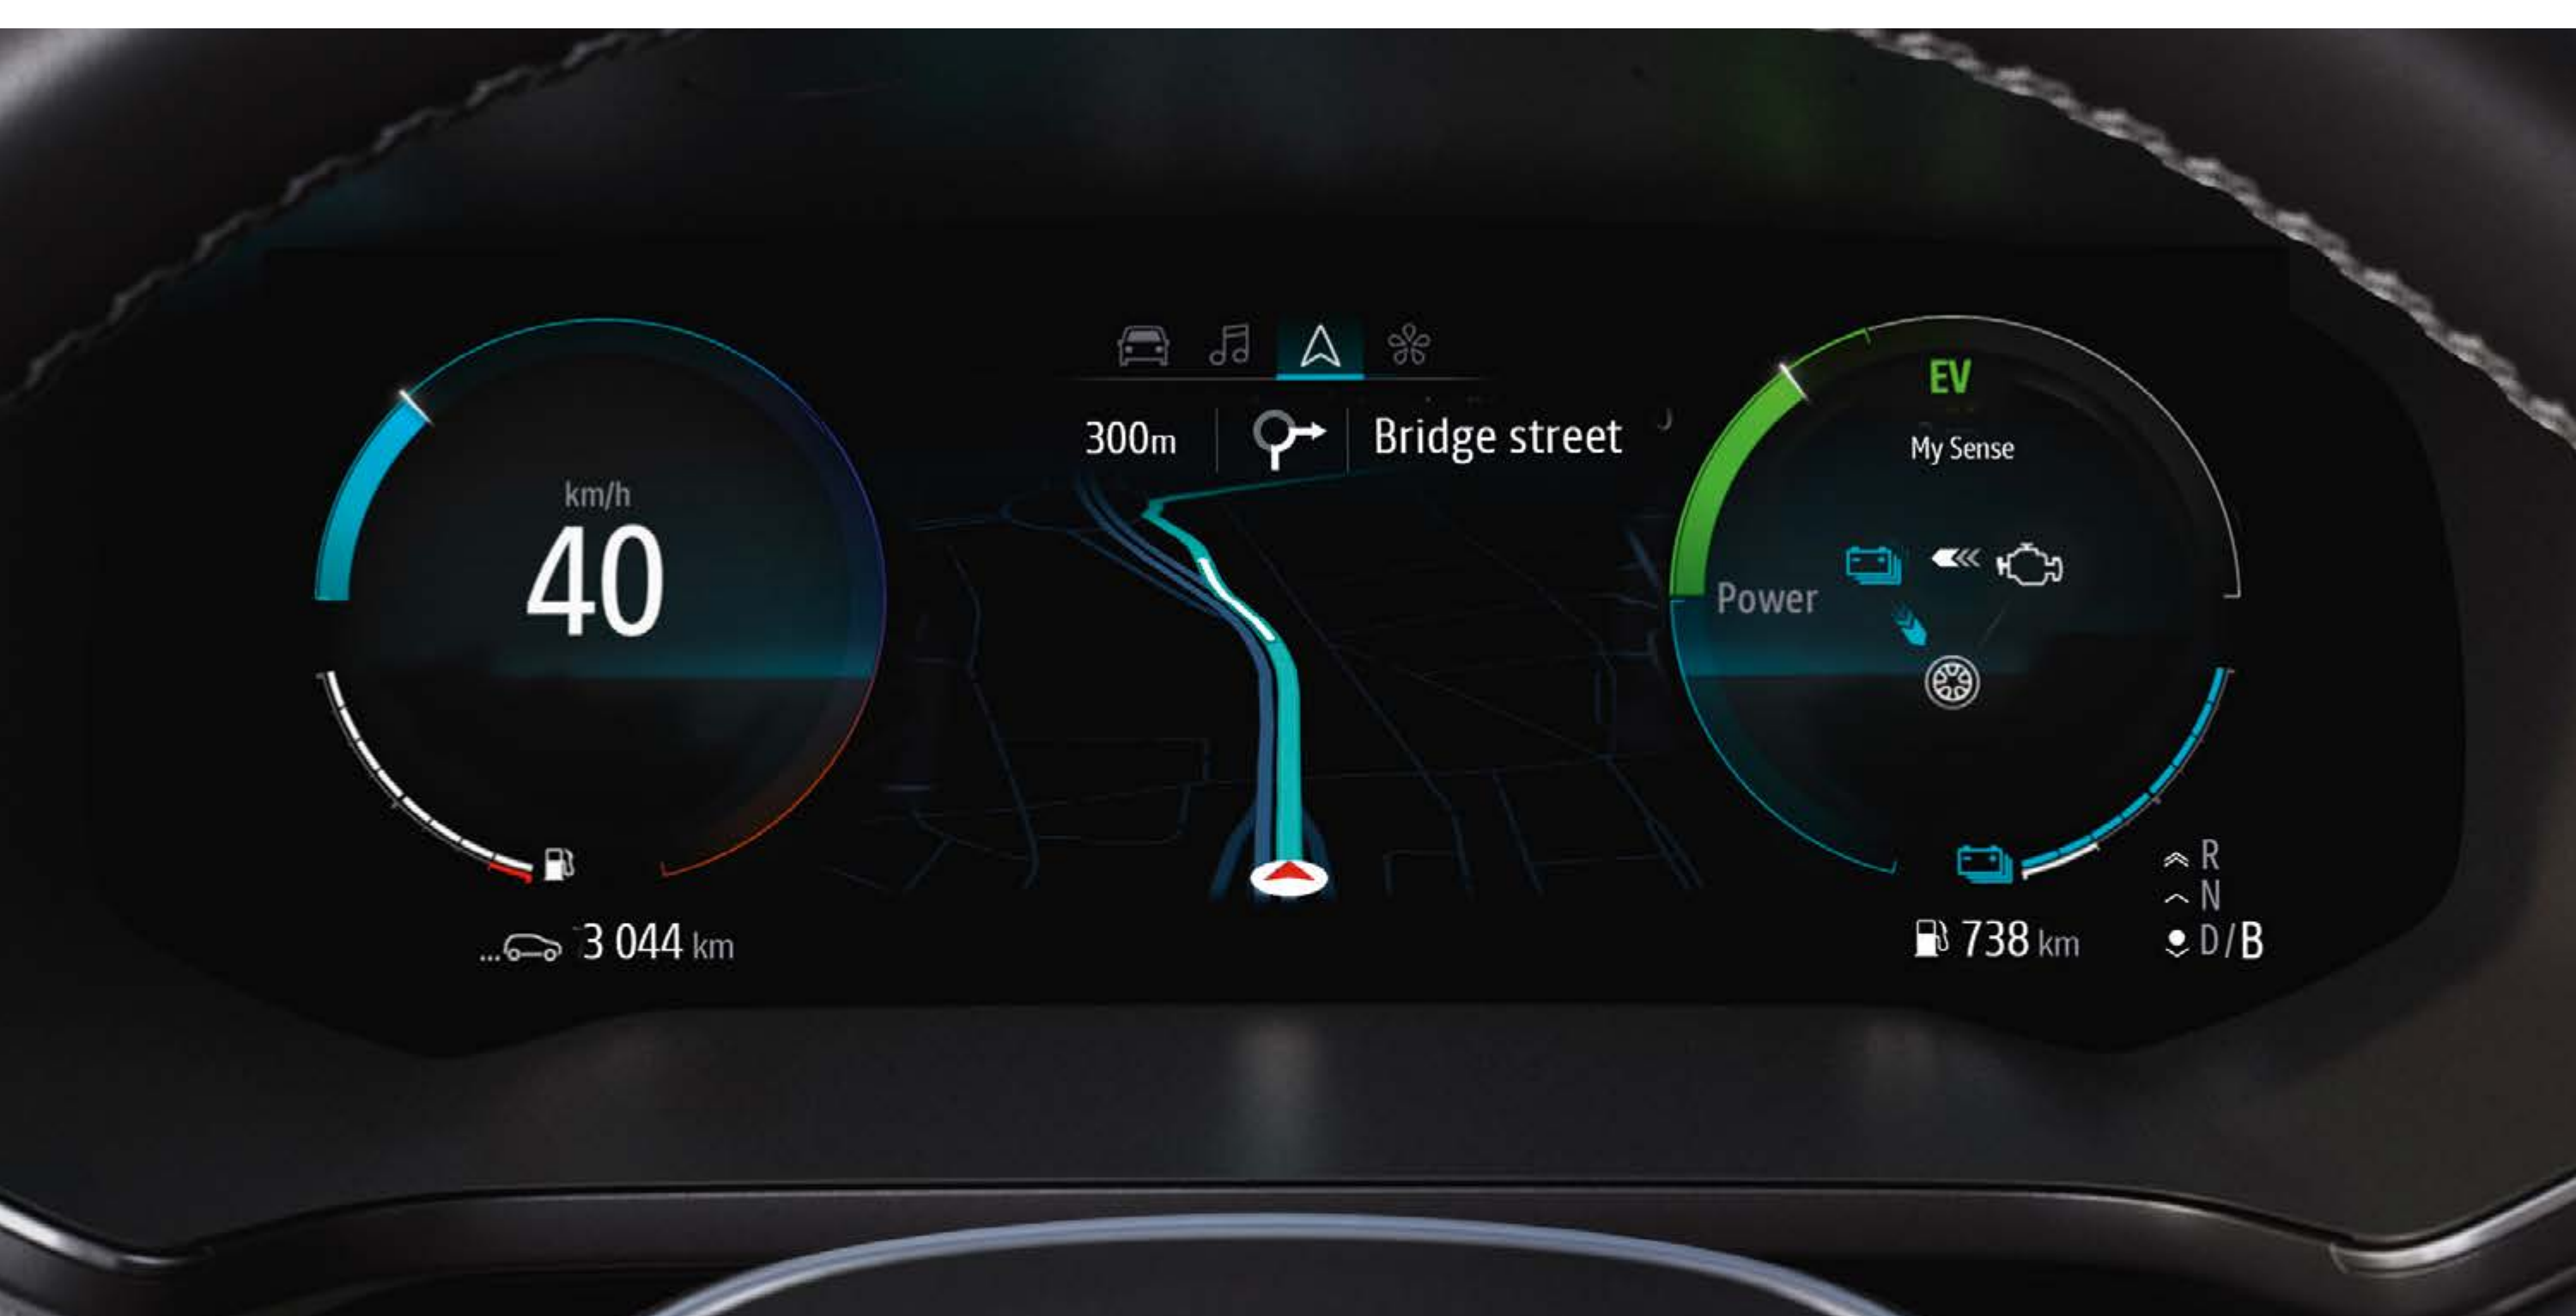 km/h
40
3 044 km
300m
Bridge street
EV
My Sense
Power
738 km
R
N
D/B